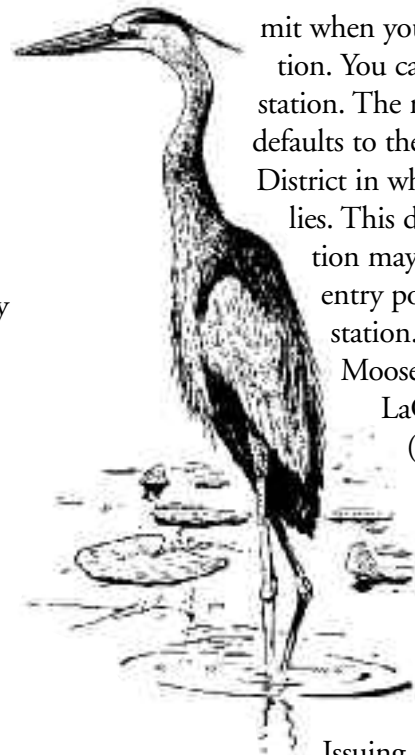 mit when you
tion. You ca
station. The
defaults to the
District in wh
lies. This d
tion may
entry po
station.
y
Moose
La
(
Issuing